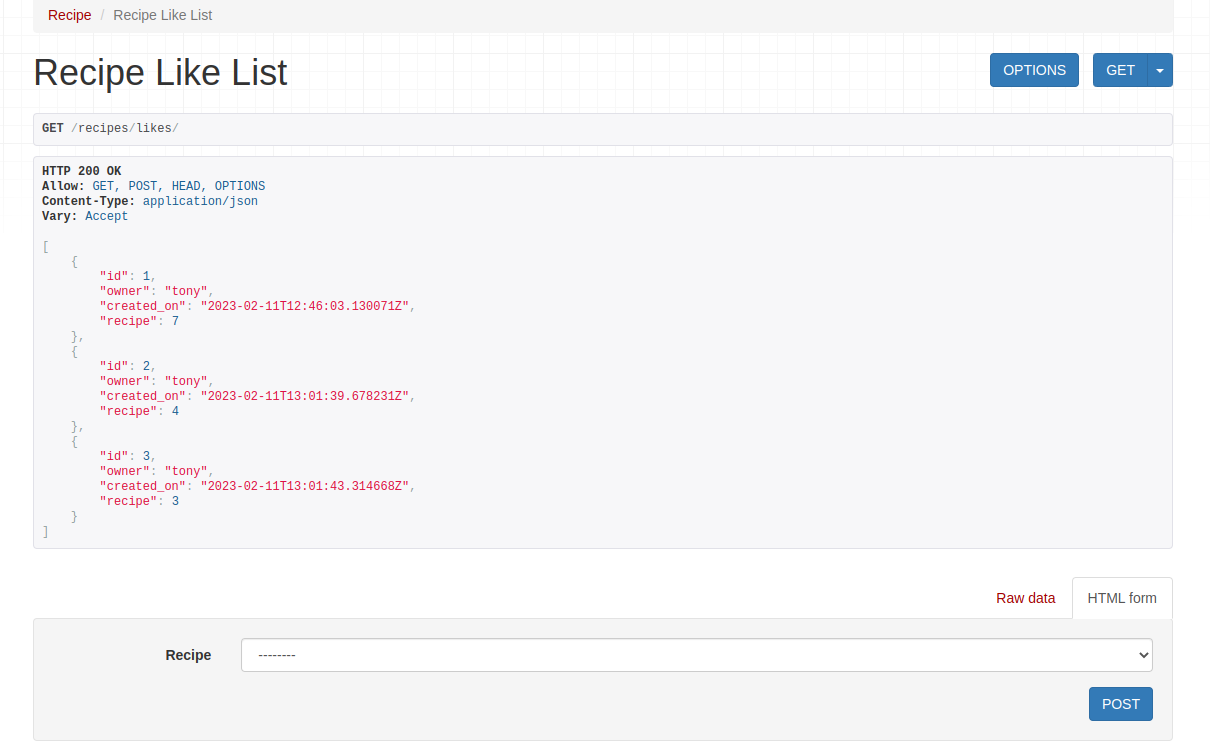 Recipe / Recipe Like List
Recipe Like List
OPTIONS GET
GET /recipes/likes/
HTTP 200 OK
Allow: GET, POST, HEAD, OPTIONS
Content-Type: application/json
Vary: Accept
[
    {
        "id": 1,
        "owner": "tony",
        "created_on": "2023-02-11T12:46:03.130071Z",
        "recipe": 7
    },
    {
        "id": 2,
        "owner": "tony",
        "created_on": "2023-02-11T13:01:39.678231Z",
        "recipe": 4
    },
    {
        "id": 3,
        "owner": "tony",
        "created_on": "2023-02-11T13:01:43.314668Z",
        "recipe": 3
    }
]
Raw data HTML form
Recipe --------
POST